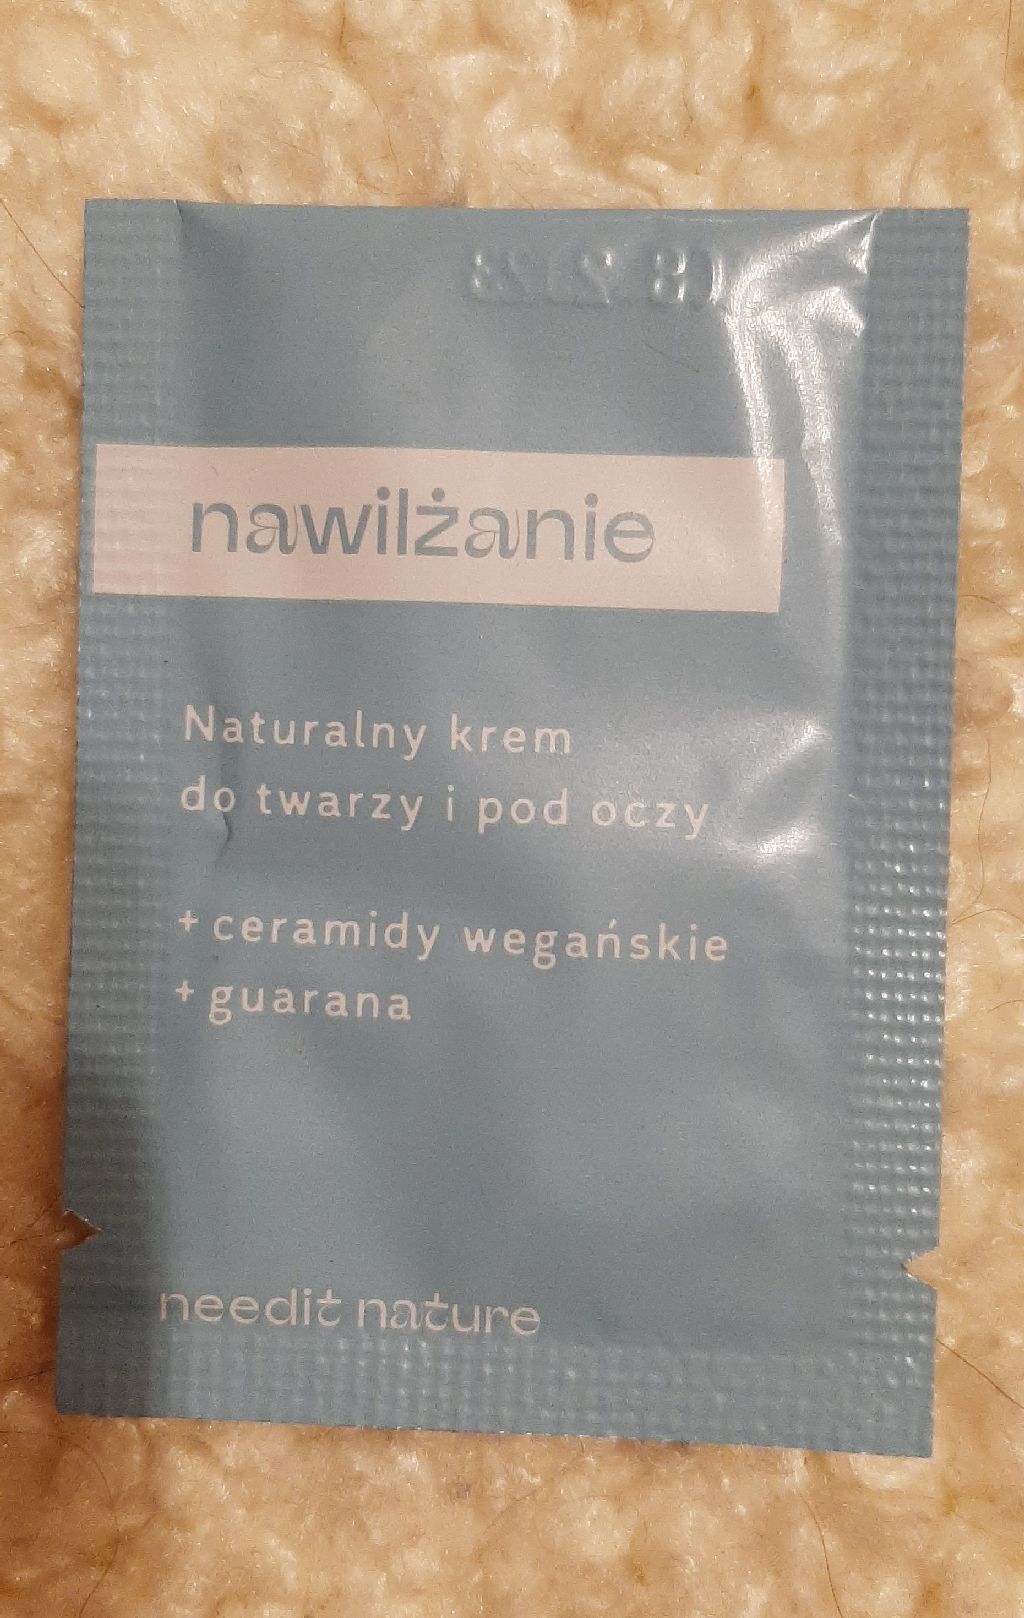 nawilżanie
Naturalny krem
do twarzy i pod oczy
+ ceramidy wegańskie
+ guarana
needit nature